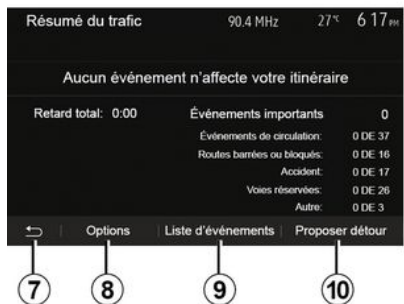 Résumé du trafic 90.4 MHz 27°C 6 17 PM
Aucun événement n'affecte votre itinéraire
Retard total: 0:00 Événements importants 0
Événements de circulation: 0 DE 37
Routes barrées ou bloqués: 0 DE 16
Accident: 0 DE 17
Voies réservées: 0 DE 26
Autre: 0 DE 3
Options Liste d'événements Proposer détour
7 8 9 10